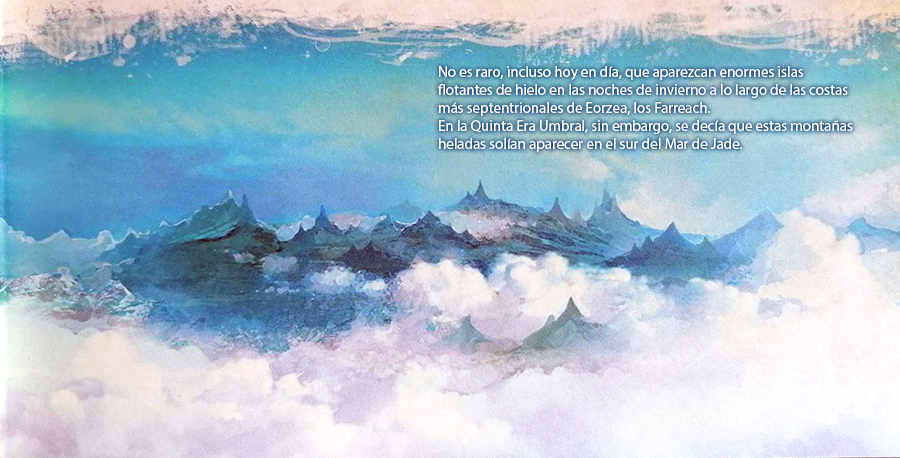 No es raro, incluso hoy en día, que aparezcan enormes islas
flotantes de hielo en las noches de invierno a lo largo de las costas
más septentrionales de Eorzea, los Farreach.
En la Quinta Era Umbral, sin embargo, se decía que estas montañas
heladas solían aparecer en el sur del Mar de Jade.